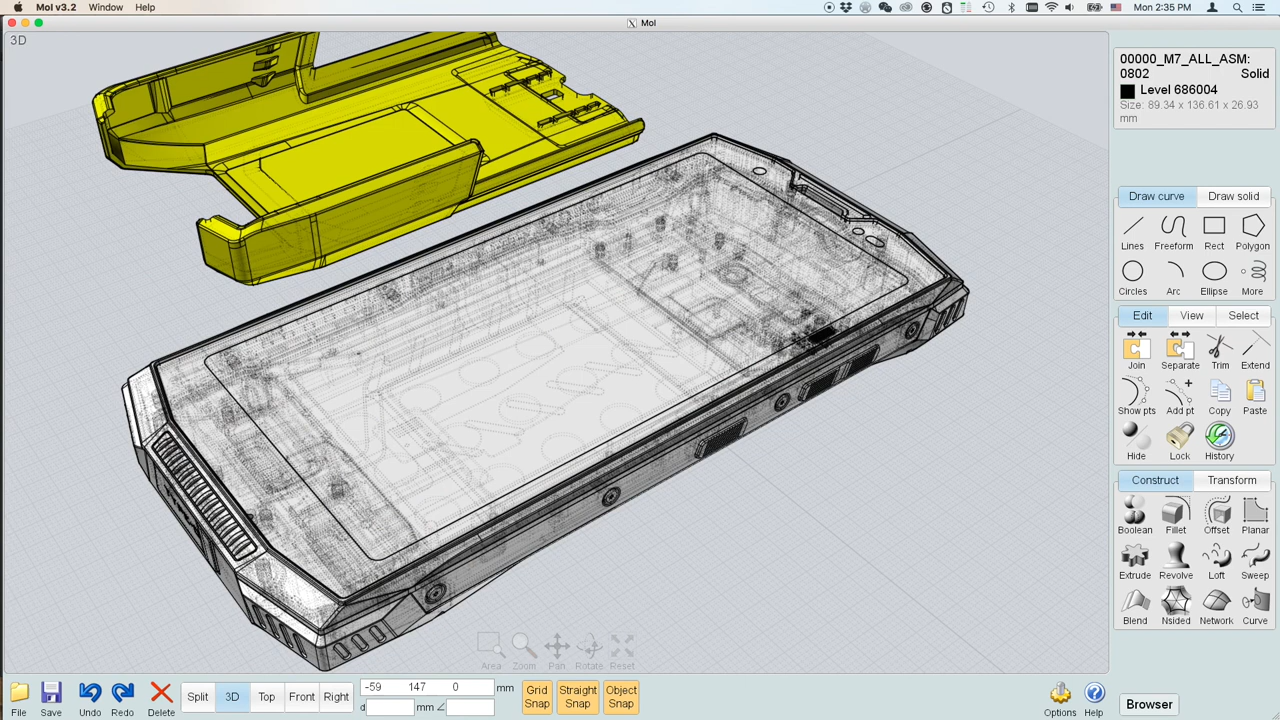 MoI v3.2 Window Help
Mon 2:35 PM
MoI
3D
00000_M7_ALL_ASM:
0802 Solid
Level 686004
Size: 89.34 x 136.61 x 26.93
mm
Draw curve Draw solid
Lines Freeform Rect Polygon
Circles Arc Ellipse More
Edit View Select
Join Separate Trim Extend
Show pts Add pt Copy Paste
Hide Lock History
Construct Transform
Boolean Fillet Offset Planar
Extrude Revolve Loft Sweep
Blend Nsided Network Curve
Area Zoom Pan Rotate Reset
File Save Undo Redo Delete
Split 3D Top Front Right
-59 147 0 mm
d mm ∠
Grid Snap
Straight Snap
Object Snap
Options Help
Browser